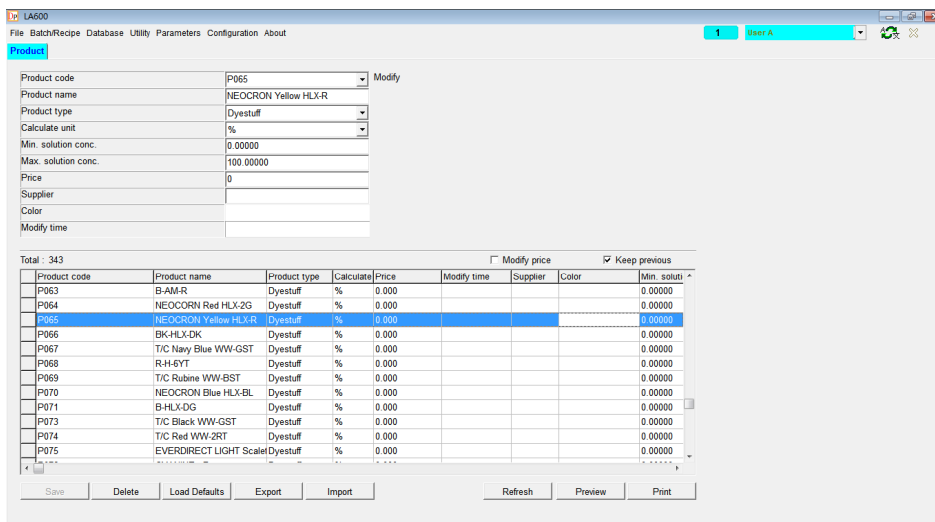 Dp LA600
File Batch/Recipe Database Utility Parameters Configuration About 1 User A
Product
Product code P065 Modify
Product name NEOCRON Yellow HLX-R
Product type Dyestuff
Calculate unit %
Min. solution conc. 0.00000
Max. solution conc. 100.00000
Price 0
Supplier
Color
Modify time
Total : 343 Modify price Keep previous
Product code Product name Product type Calculate Price Modify time Supplier Color Min. soluti
P063 B-AM-R Dyestuff % 0.000 0.00000
P064 NEOCORN Red HLX-2G Dyestuff % 0.000 0.00000
P065 NEOCRON Yellow HLX-R Dyestuff % 0.000 0.00000
P066 BK-HLX-DK Dyestuff % 0.000 0.00000
P067 T/C Navy Blue WW-GST Dyestuff % 0.000 0.00000
P068 R-H-6YT Dyestuff % 0.000 0.00000
P069 T/C Rubine WW-BST Dyestuff % 0.000 0.00000
P070 NEOCRON Blue HLX-BL Dyestuff % 0.000 0.00000
P071 B-HLX-DG Dyestuff % 0.000 0.00000
P073 T/C Black WW-GST Dyestuff % 0.000 0.00000
P074 T/C Red WW-2RT Dyestuff % 0.000 0.00000
P075 EVERDIRECT LIGHT Scalet Dyestuff % 0.000 0.00000
Save Delete Load Defaults Export Import Refresh Preview Print